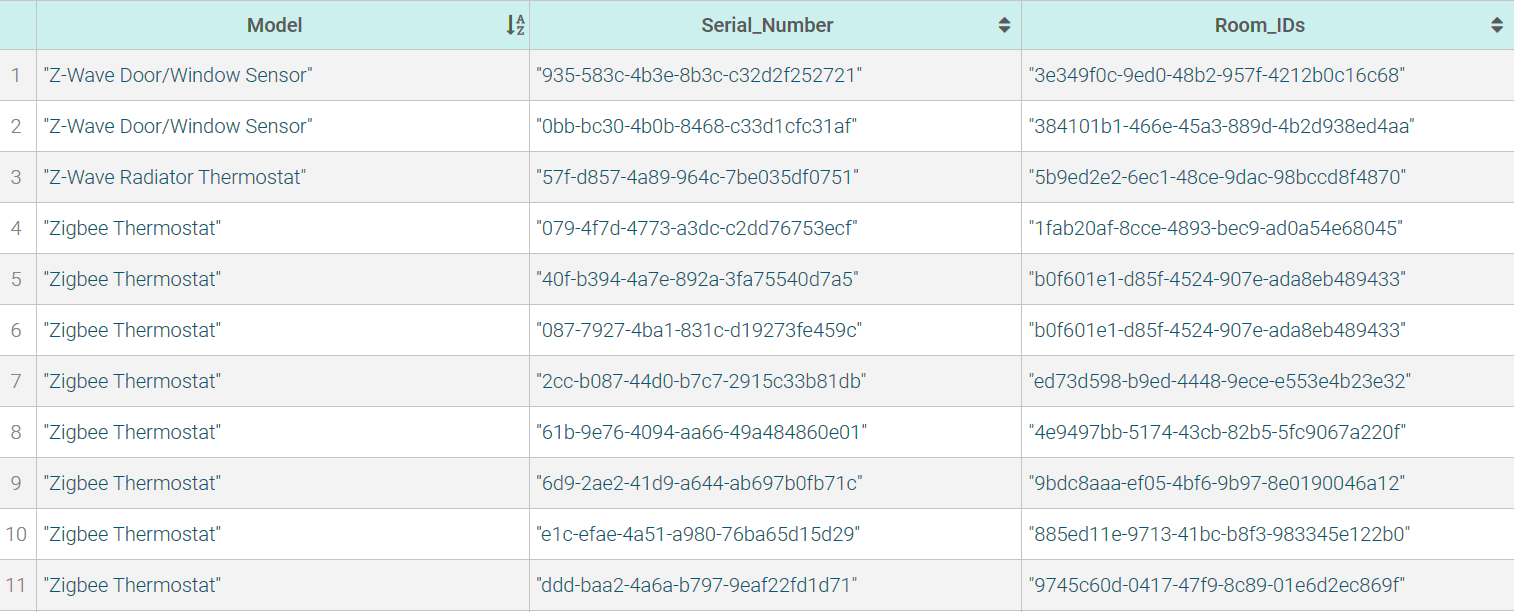 Model Serial_Number Room_IDs
1 "Z-Wave Door/Window Sensor" "935-583c-4b3e-8b3c-c32d2f252721" "3e349f0c-9ed0-48b2-957f-4212b0c16c68"
2 "Z-Wave Door/Window Sensor" "0bb-bc30-4b0b-8468-c33d1cfc31af" "384101b1-466e-45a3-889d-4b2d938ed4aa"
3 "Z-Wave Radiator Thermostat" "57f-d857-4a89-964c-7be035df0751" "5b9ed2e2-6ec1-48ce-9dac-98bccd8f4870"
4 "Zigbee Thermostat" "079-4f7d-4773-a3dc-c2dd76753ecf" "1fab20af-8cce-4893-bec9-ad0a54e68045"
5 "Zigbee Thermostat" "40f-b394-4a7e-892a-3fa75540d7a5" "b0f601e1-d85f-4524-907e-ada8eb489433"
6 "Zigbee Thermostat" "087-7927-4ba1-831c-d19273fe459c" "b0f601e1-d85f-4524-907e-ada8eb489433"
7 "Zigbee Thermostat" "2cc-b087-44d0-b7c7-2915c33b81db" "ed73d598-b9ed-4448-9ece-e553e4b23e32"
8 "Zigbee Thermostat" "61b-9e76-4094-aa66-49a484860e01" "4e9497bb-5174-43cb-82b5-5fc9067a220f"
9 "Zigbee Thermostat" "6d9-2ae2-41d9-a644-ab697b0fb71c" "9bdc8aaa-ef05-4bf6-9b97-8e0190046a12"
10 "Zigbee Thermostat" "e1c-efae-4a51-a980-76ba65d15d29" "885ed11e-9713-41bc-b8f3-983345e122b0"
11 "Zigbee Thermostat" "ddd-baa2-4a6a-b797-9eaf22fd1d71" "9745c60d-0417-47f9-8c89-01e6d2ec869f"